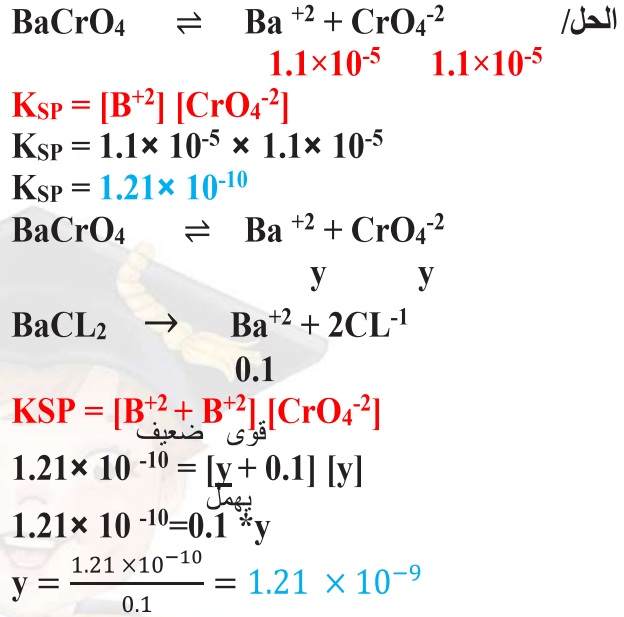 الحل/
BaCrO₄ ⇌ Ba ⁺² + CrO₄⁻²
1.1×10⁻⁵ 1.1×10⁻⁵
K_SP = [B⁺²] [CrO₄⁻²]
K_SP = 1.1× 10⁻⁵ × 1.1× 10⁻⁵
K_SP = 1.21× 10⁻¹⁰
BaCrO₄ ⇌ Ba ⁺² + CrO₄⁻²
y y
BaCL₂ → Ba⁺² + 2CL⁻¹
0.1
KSP = [B⁺² + B⁺²] [CrO₄⁻²]
قوى ضعيف
1.21× 10 ⁻¹⁰ = [y + 0.1] [y]
يهمل
1.21× 10 ⁻¹⁰=0.1 *y
y = 1.21 ×10⁻¹⁰ / 0.1 = 1.21 × 10⁻⁹